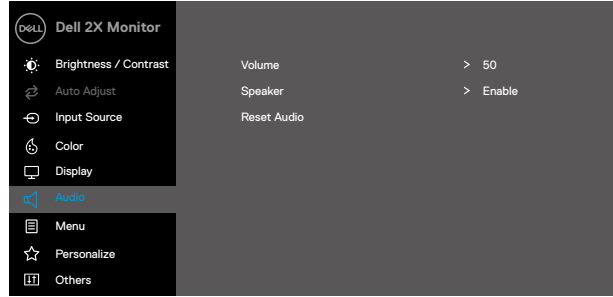 DELL Dell 2X Monitor
Brightness / Contrast
Volume > 50
Auto Adjust
Speaker > Enable
Input Source
Reset Audio
Color
Display
Audio
Menu
Personalize
Others